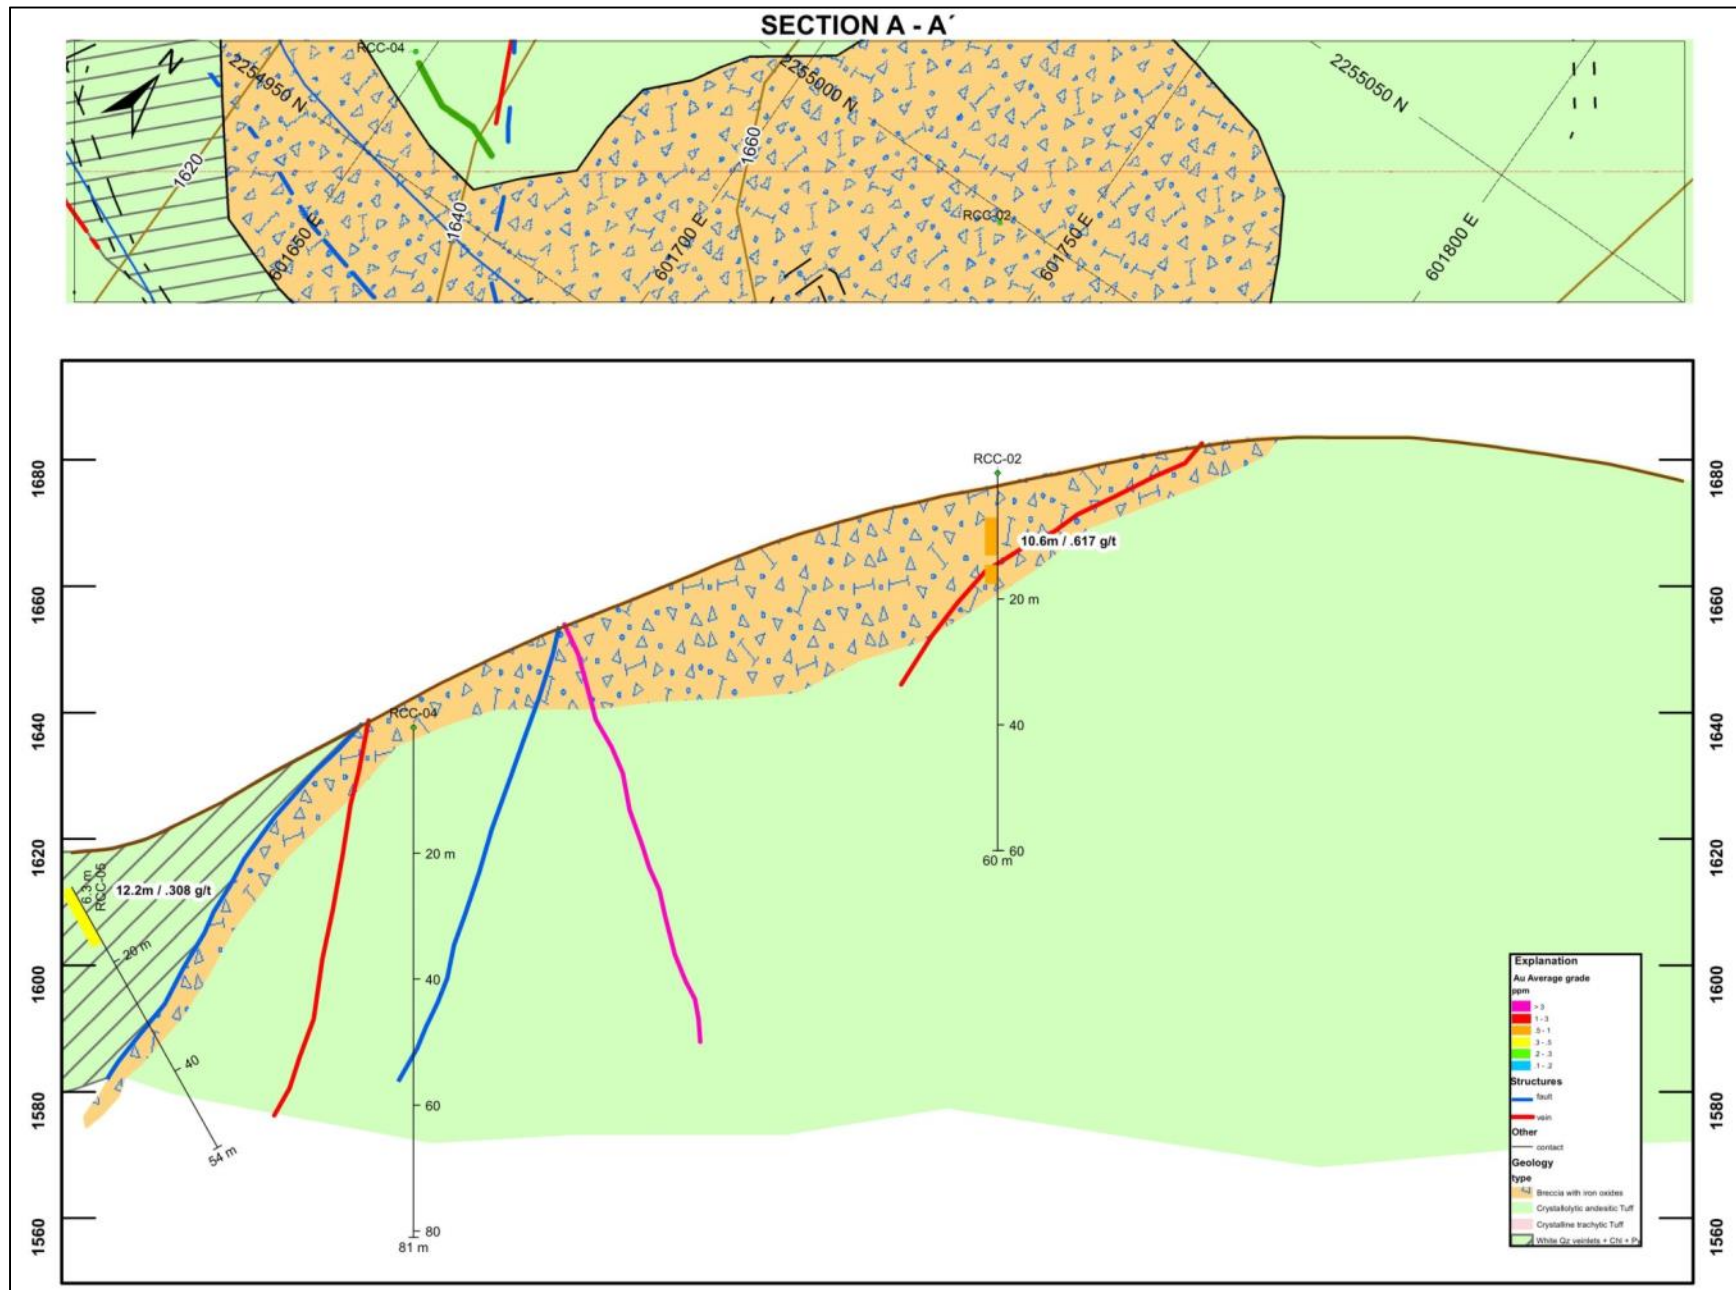 SECTION A - A´
RCC-04
N
2254950 N
2255000 N
2255050 N
1620
1640
1660
601650 E
601700 E
RCC-02
601750 E
601800 E
1680
1660
1640
1620
1600
1580
1560
1680
1660
1640
1620
1600
1580
1560
RCC-02
10.6m / .617 g/t
20 m
40
60
60 m
RCC-04
20 m
40
60
80
81 m
6.3 m
RCC-06
12.2m / .308 g/t
20 m
40
54 m
Explanation
Au Average grade
ppm
> 3
1 - 3
.5 - 1
.3 - .5
.2 - .3
.1 - .2
Structures
fault
vein
Other
contact
Geology
type
Breccia with iron oxides
Crystallolytic andesitic Tuff
Crystalline trachytic Tuff
White Qz veinlets + Chl + Py